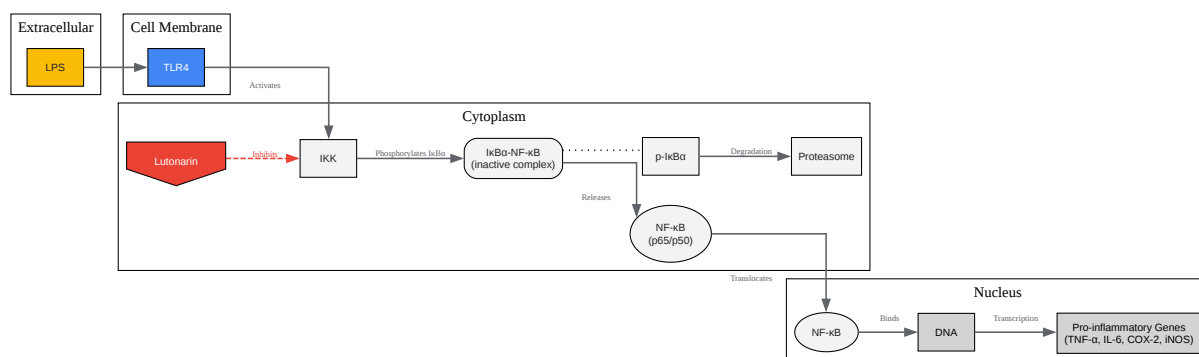 Extracellular
LPS
Cell Membrane
TLR4
Activates
Cytoplasm
Lutonarin
Inhibits
IKK
Phosphorylates IκBα
IκBα-NF-κB
(inactive complex)
p-IκBα
Degradation
Proteasome
Releases
NF-κB
(p65/p50)
Translocates
Nucleus
NF-κB
Binds
DNA
Transcription
Pro-inflammatory Genes
(TNF-α, IL-6, COX-2, iNOS)